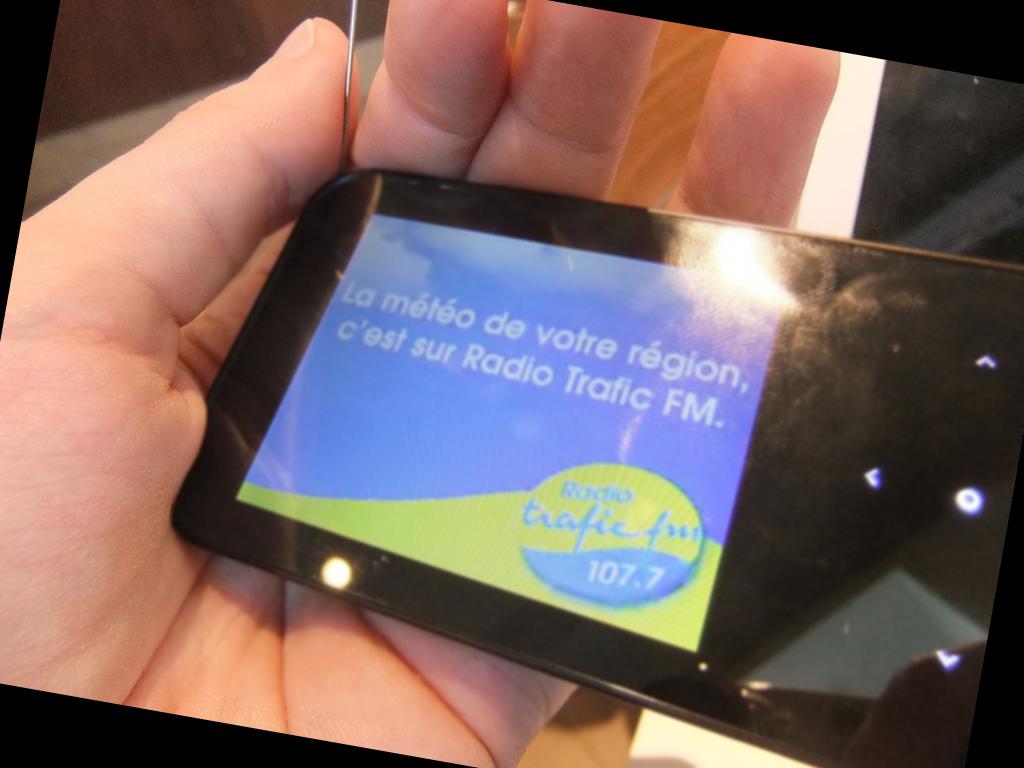 La météo de votre région,
c'est sur Radio Trafic FM.
Radio
trafic fm
107.7